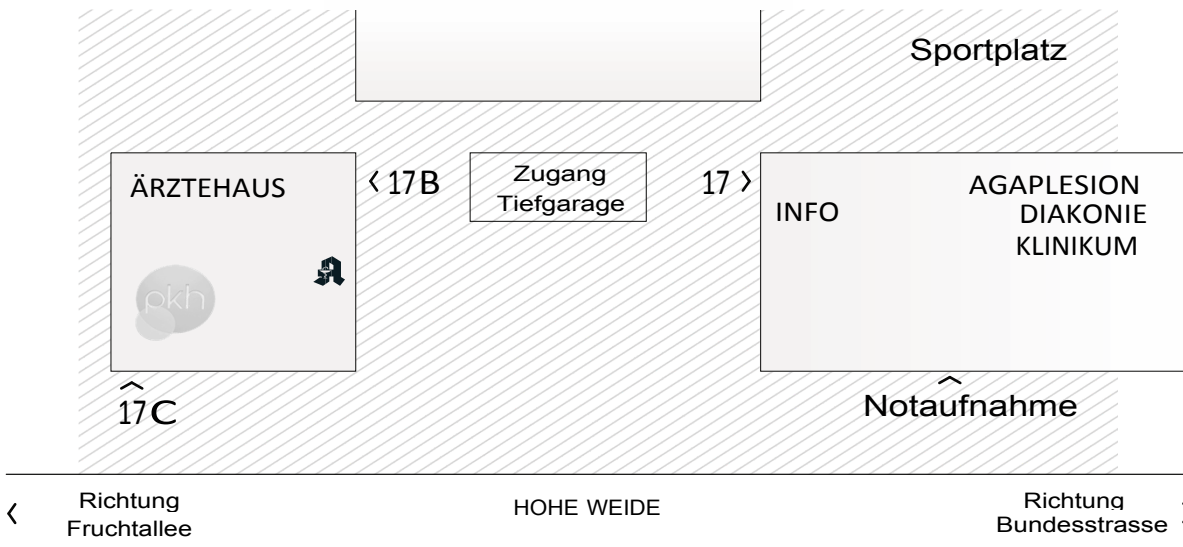 Sportplatz
ÄRZTEHAUS
17B
Zugang
Tiefgarage
17
INFO
AGAPLESION
DIAKONIE
KLINIKUM
pkh
17C
Notaufnahme
Richtung
Fruchtallee
HOHE WEIDE
Richtung
Bundesstrasse